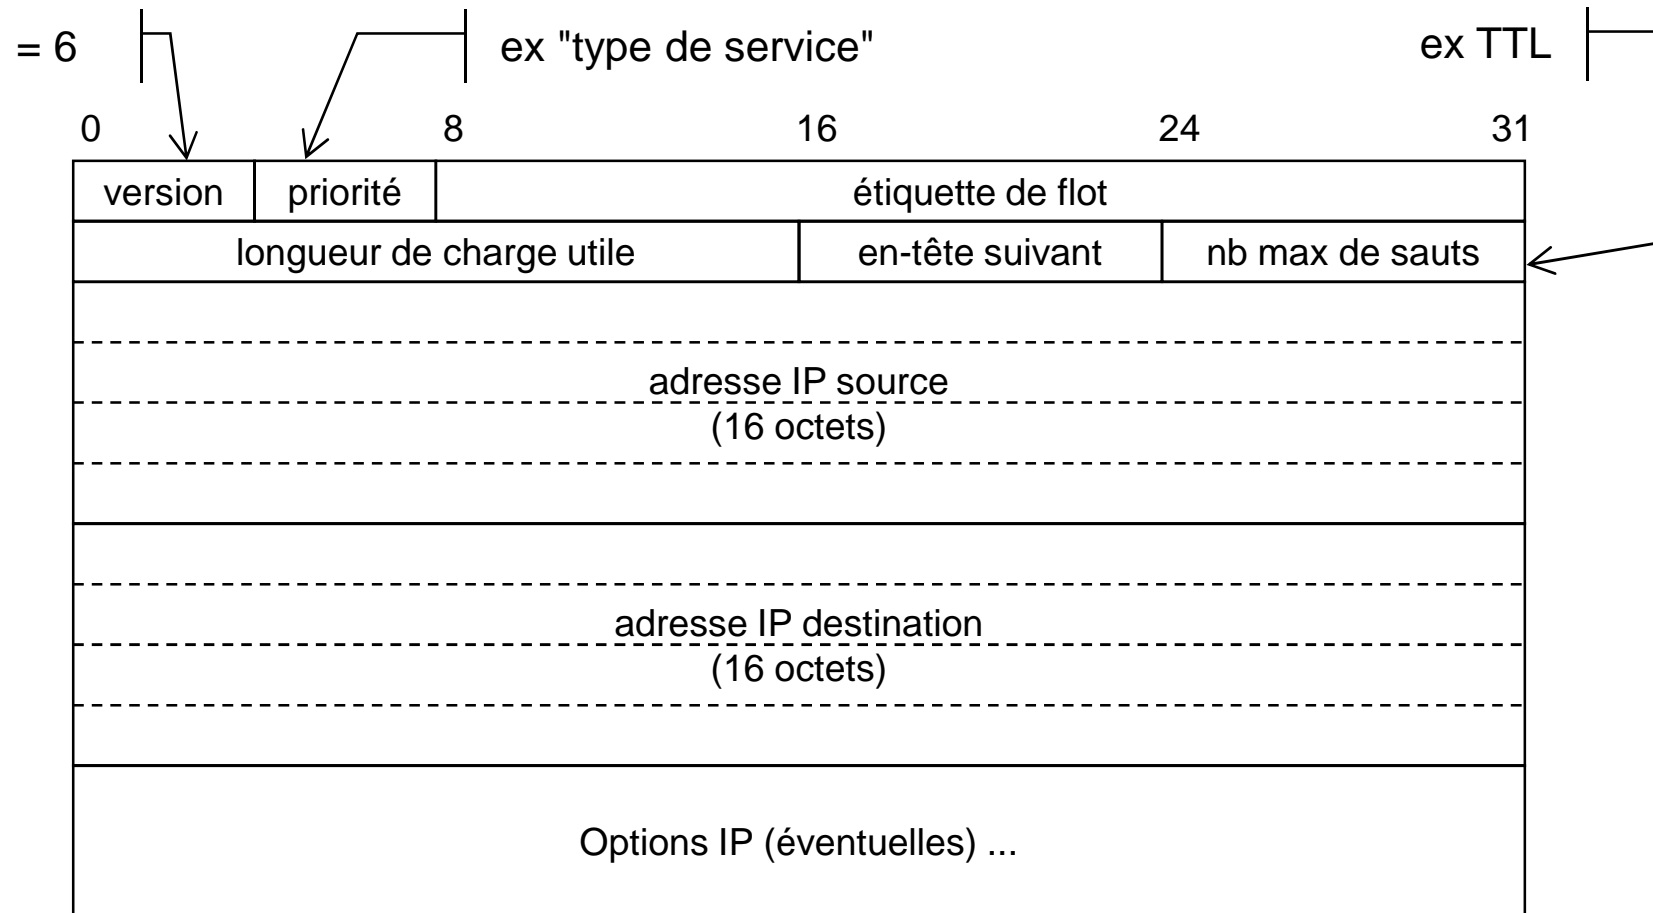 = 6 ex "type de service" ex TTL
0 8 16 24 31
version priorité étiquette de flot
longueur de charge utile en-tête suivant nb max de sauts
adresse IP source
(16 octets)
adresse IP destination
(16 octets)
Options IP (éventuelles) ...